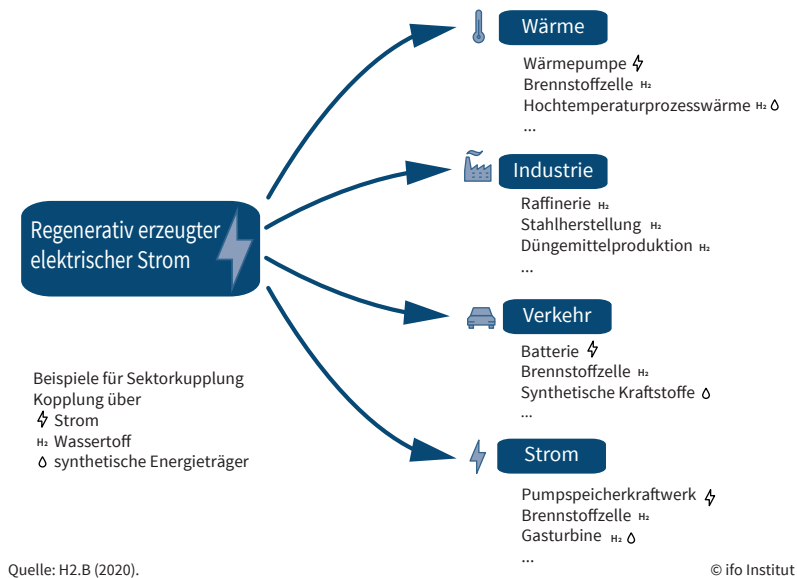 Wärme
Wärmepumpe
Brennstoffzelle H₂
Hochtemperaturprozesswärme H₂
...
Industrie
Raffinerie H₂
Stahlherstellung H₂
Düngemittelproduktion H₂
...
Regenerativ erzeugter
elektrischer Strom
Verkehr
Batterie
Brennstoffzelle H₂
Synthetische Kraftstoffe
...
Beispiele für Sektorkupplung
Kopplung über
Strom
H₂ Wassertoff
synthetische Energieträger
Strom
Pumpspeicherkraftwerk
Brennstoffzelle H₂
Gasturbine H₂
...
Quelle: H2.B (2020).
© ifo Institut